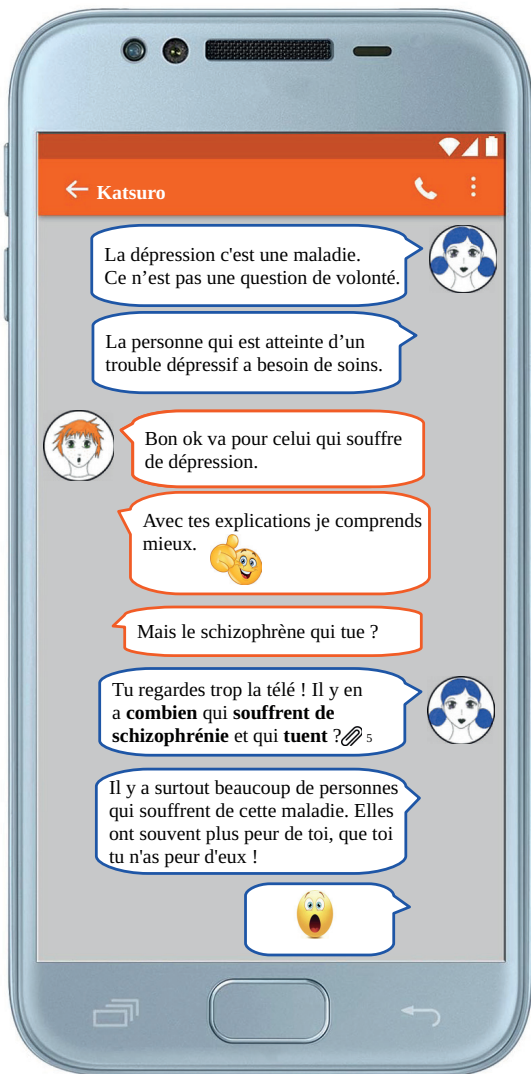 Katsuro
La dépression c'est une maladie.
Ce n’est pas une question de volonté.
La personne qui est atteinte d’un
trouble dépressif a besoin de soins.
Bon ok va pour celui qui souffre
de dépression.
Avec tes explications je comprends
mieux.
Mais le schizophrène qui tue ?
Tu regardes trop la télé ! Il y en
a combien qui souffrent de
schizophrénie et qui tuent ? 5
Il y a surtout beaucoup de personnes
qui souffrent de cette maladie. Elles
ont souvent plus peur de toi, que toi
tu n'as peur d'eux !